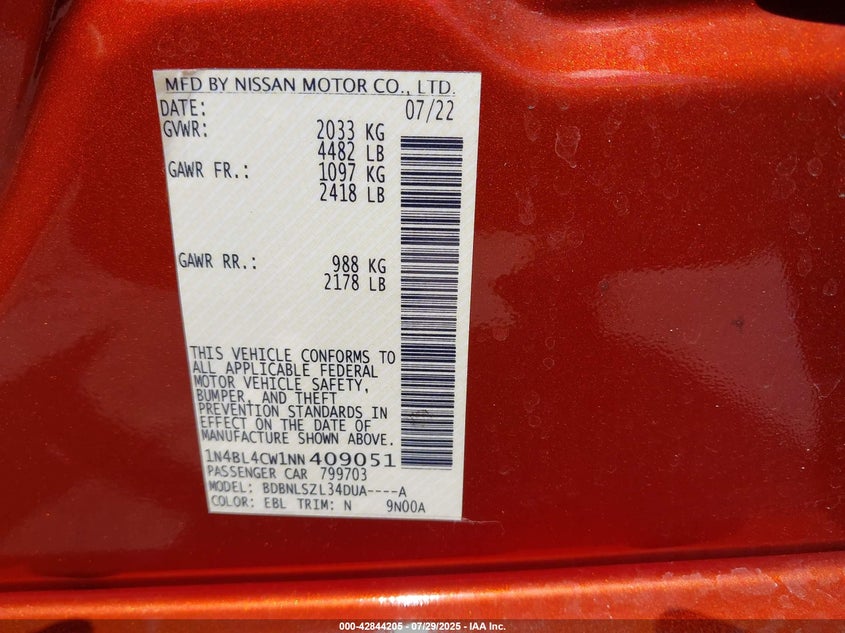 MFD BY NISSAN MOTOR CO., LTD.
DATE: 07/22
GVWR: 2033 KG
4482 LB
GAWR FR.: 1097 KG
2418 LB
GAWR RR.: 988 KG
2178 LB
THIS VEHICLE CONFORMS TO
ALL APPLICABLE FEDERAL
MOTOR VEHICLE SAFETY,
BUMPER, AND THEFT
PREVENTION STANDARDS IN
EFFECT ON THE DATE OF
MANUFACTURE SHOWN ABOVE.
1N4BL4CW1NN409051
PASSENGER CAR 799703
MODEL: BDBNLSZL34DUA----A
COLOR: EBL TRIM: N 9N00A
000-42844205 - 07/29/2025 - IAA Inc.